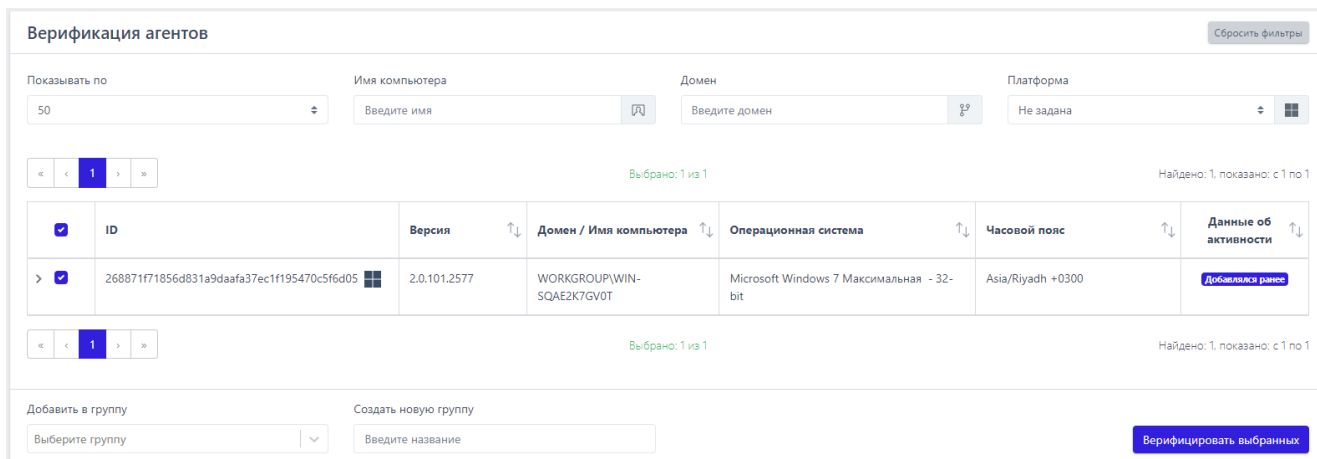 Верификация агентов
Сбросить фильтры
Показывать по
Имя компьютера
Домен
Платформа
50
Введите имя
Введите домен
Не задана
« ‹ 1 › »
Выбрано: 1 из 1
Найдено: 1, показано: с 1 по 1
ID
Версия
Домен / Имя компьютера
Операционная система
Часовой пояс
Данные об
активности
268871f71856d831a9daafa37ec1f195470c5f6d05
2.0.101.2577
WORKGROUP\WIN-
SQAE2K7GV0T
Microsoft Windows 7 Максимальная - 32-
bit
Asia/Riyadh +0300
Добавлялся ранее
« ‹ 1 › »
Выбрано: 1 из 1
Найдено: 1, показано: с 1 по 1
Добавить в группу
Создать новую группу
Выберите группу
Введите название
Верифицировать выбранных